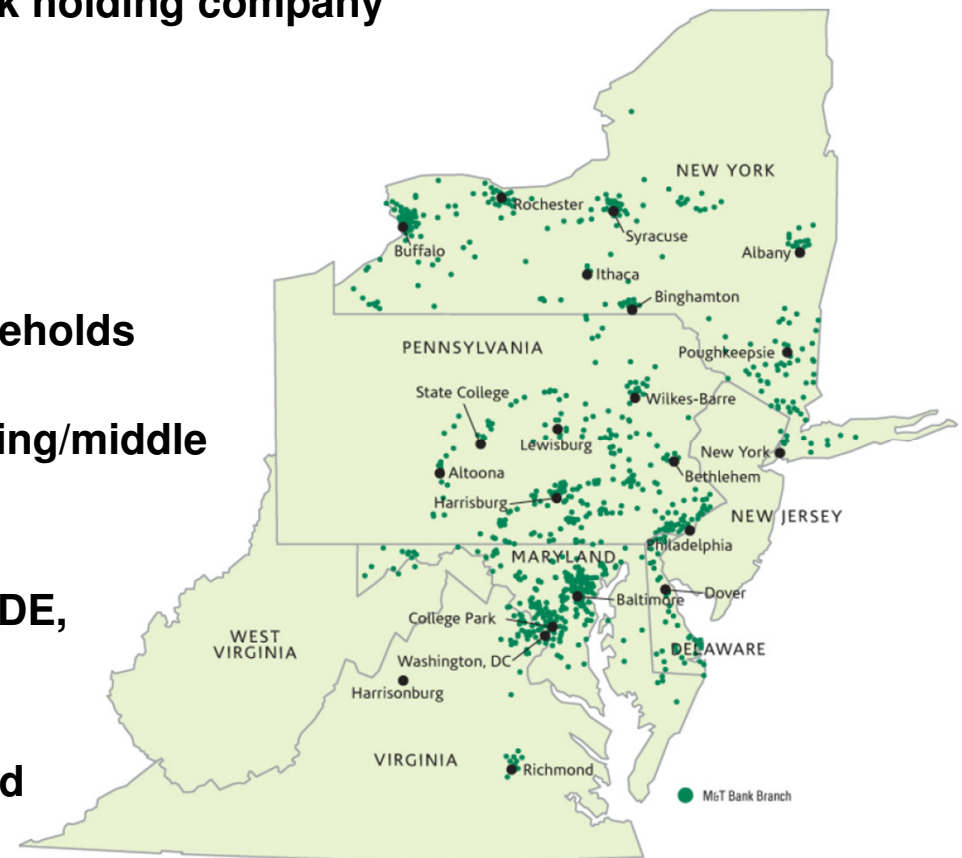 k holding company
eholds
ing/middle
DE,
d
NEW YORK
Rochester
Syracuse
Buffalo
Albany
Ithaca
Binghamton
PENNSYLVANIA
Poughkeepsie
State College
Wilkes-Barre
Lewisburg
New York
Altoona
Bethlehem
Harrisburg
NEW JERSEY
Philadelphia
MARYLAND
Baltimore
Dover
College Park
WEST
VIRGINIA
DELAWARE
Washington, DC
Harrisonburg
VIRGINIA
Richmond
M&T Bank Branch